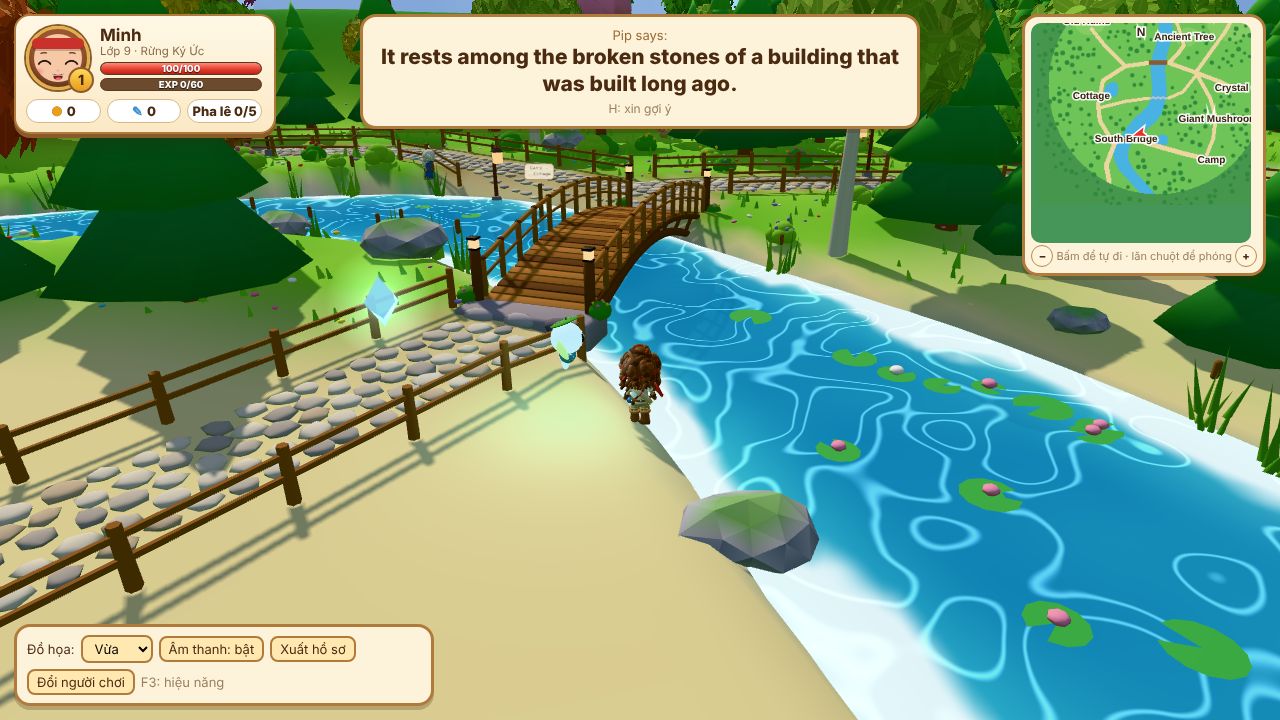 Minh
Lớp 9 · Rừng Ký Ức
100/100
EXP 0/60
1
0
0
Pha lê 0/5
Pip says:
It rests among the broken stones of a building that
was built long ago.
H: xin gợi ý
N
Ancient Tree
Cottage
Crystal
Giant Mushroom
South Bridge
Camp
− Bấm để tự đi · lăn chuột để phóng +
Đồ họa: Vừa Âm thanh: bật Xuất hồ sơ
Đổi người chơi F3: hiệu năng